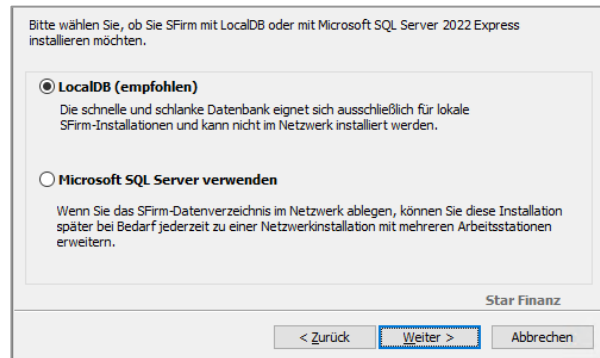 Bitte wählen Sie, ob Sie SFirm mit LocalDB oder mit Microsoft SQL Server 2022 Express
installieren möchten.
LocalDB (empfohlen)
Die schnelle und schlanke Datenbank eignet sich ausschließlich für lokale
SFirm-Installationen und kann nicht im Netzwerk installiert werden.
Microsoft SQL Server verwenden
Wenn Sie das SFirm-Datenverzeichnis im Netzwerk ablegen, können Sie diese Installation
später bei Bedarf jederzeit zu einer Netzwerkinstallation mit mehreren Arbeitsstationen
erweitern.
Star Finanz
< Zurück Weiter > Abbrechen